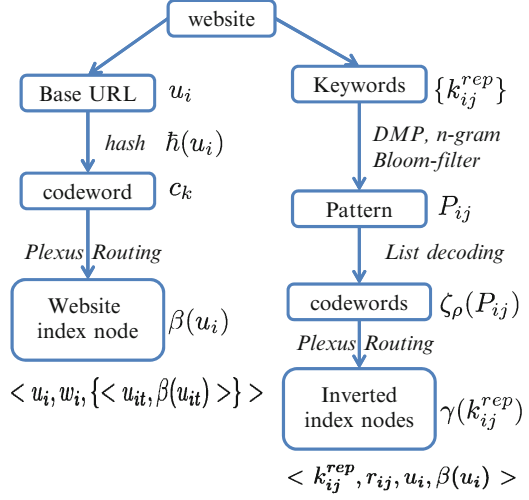 website
Base URL u_i
hash ℏ(u_i)
codeword c_k
Plexus Routing
Website
index node β(u_i)
< u_i, w_i, {< u_it, β(u_it) >} >
Keywords {k_ij^rep}
DMP, n-gram
Bloom-filter
Pattern P_ij
List decoding
codewords ζ_ρ(P_ij)
Plexus Routing
Inverted
index nodes γ(k_ij^rep)
< k_ij^rep, r_ij, u_i, β(u_i) >